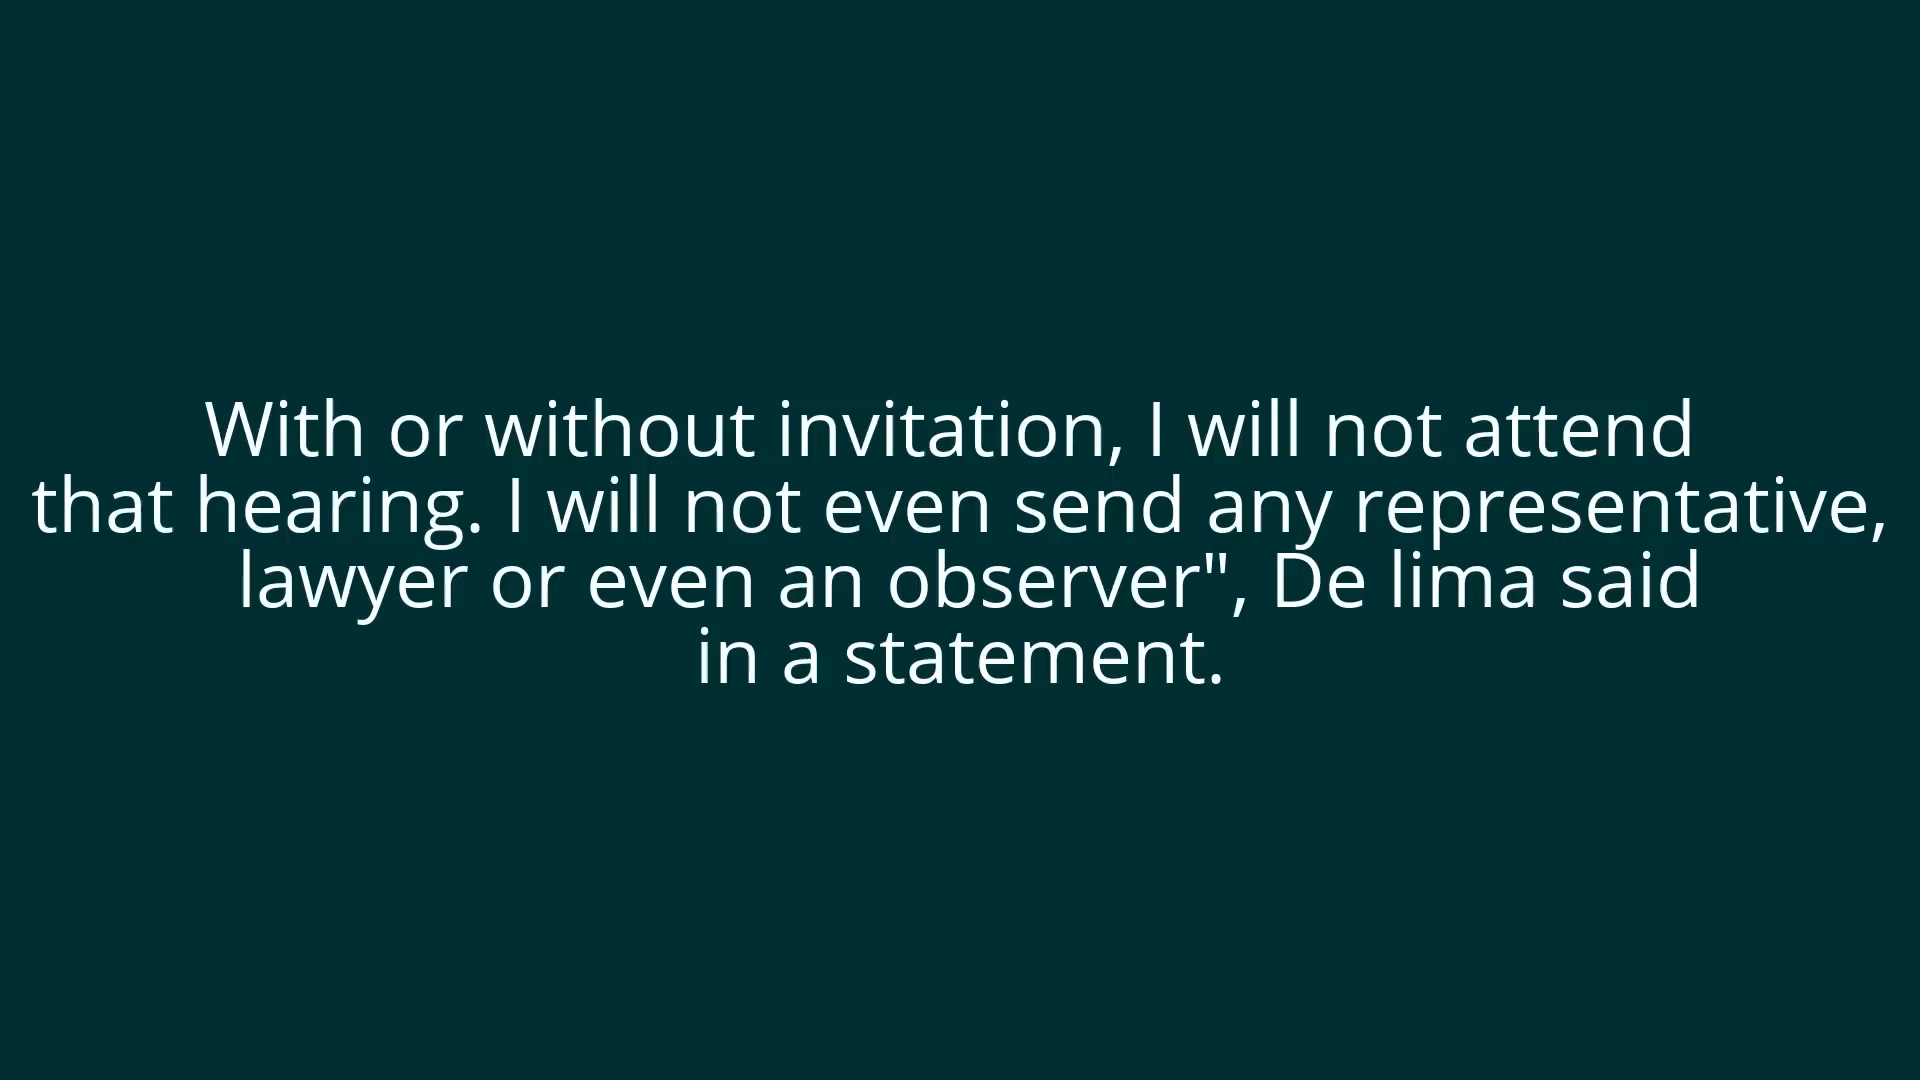 With or without invitation, I will not attend
that hearing. I will not even send any representative,
lawyer or even an observer", De lima said
in a statement.